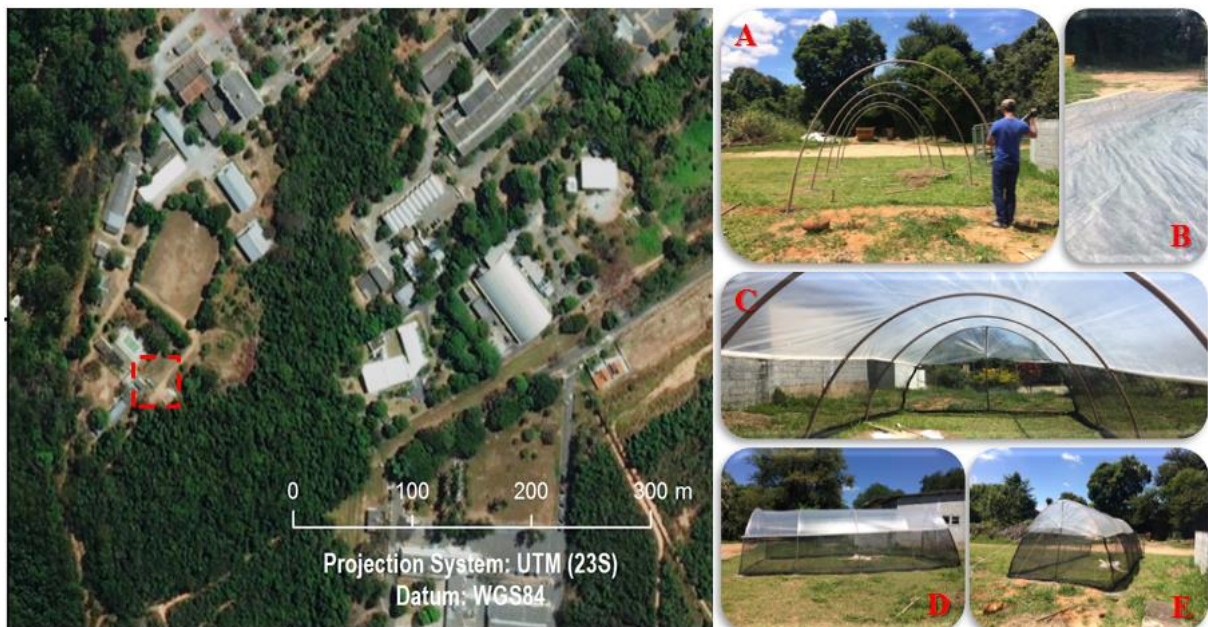 0 100 200 300 m
Projection System: UTM (23S)
Datum: WGS84
A
B
C
D
E